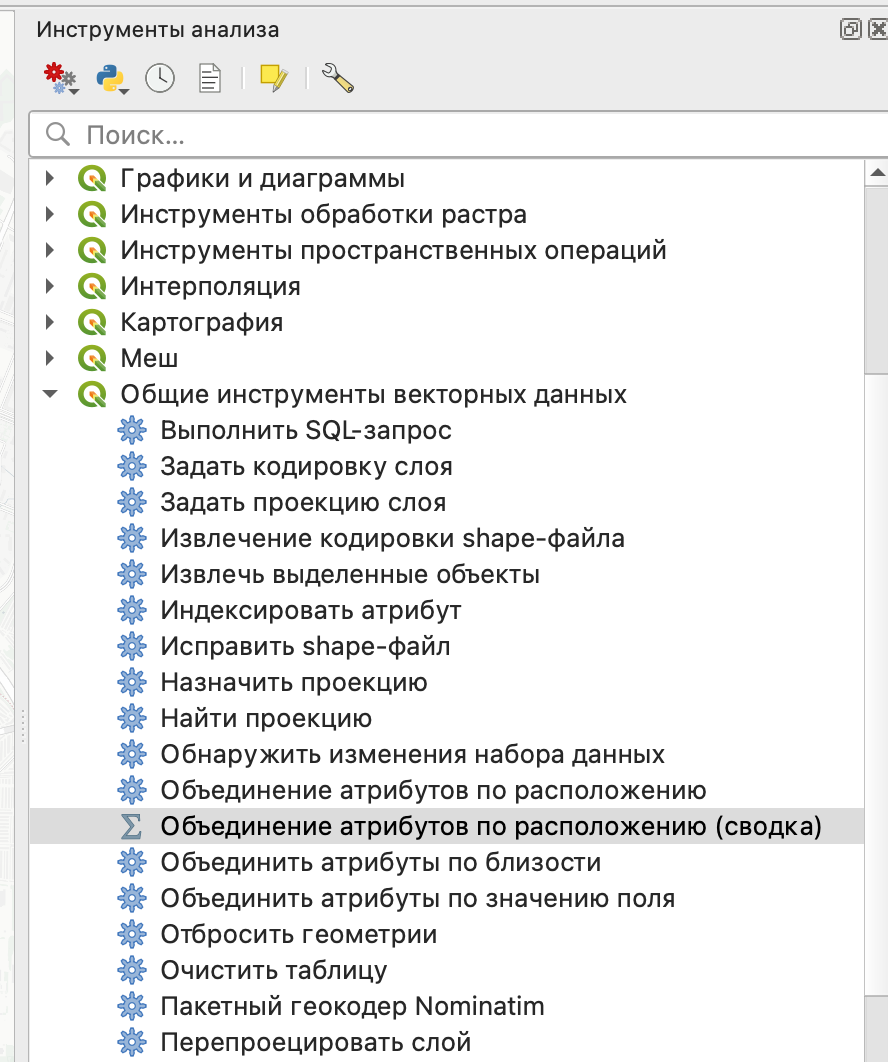 Инструменты анализа
Поиск...
Графики и диаграммы
Инструменты обработки растра
Инструменты пространственных операций
Интерполяция
Картография
Меш
Общие инструменты векторных данных
Выполнить SQL-запрос
Задать кодировку слоя
Задать проекцию слоя
Извлечение кодировки shape-файла
Извлечь выделенные объекты
Индексировать атрибут
Исправить shape-файл
Назначить проекцию
Найти проекцию
Обнаружить изменения набора данных
Объединение атрибутов по расположению
Объединение атрибутов по расположению (сводка)
Объединить атрибуты по близости
Объединить атрибуты по значению поля
Отбросить геометрии
Очистить таблицу
Пакетный геокодер Nominatim
Перепроецировать слой